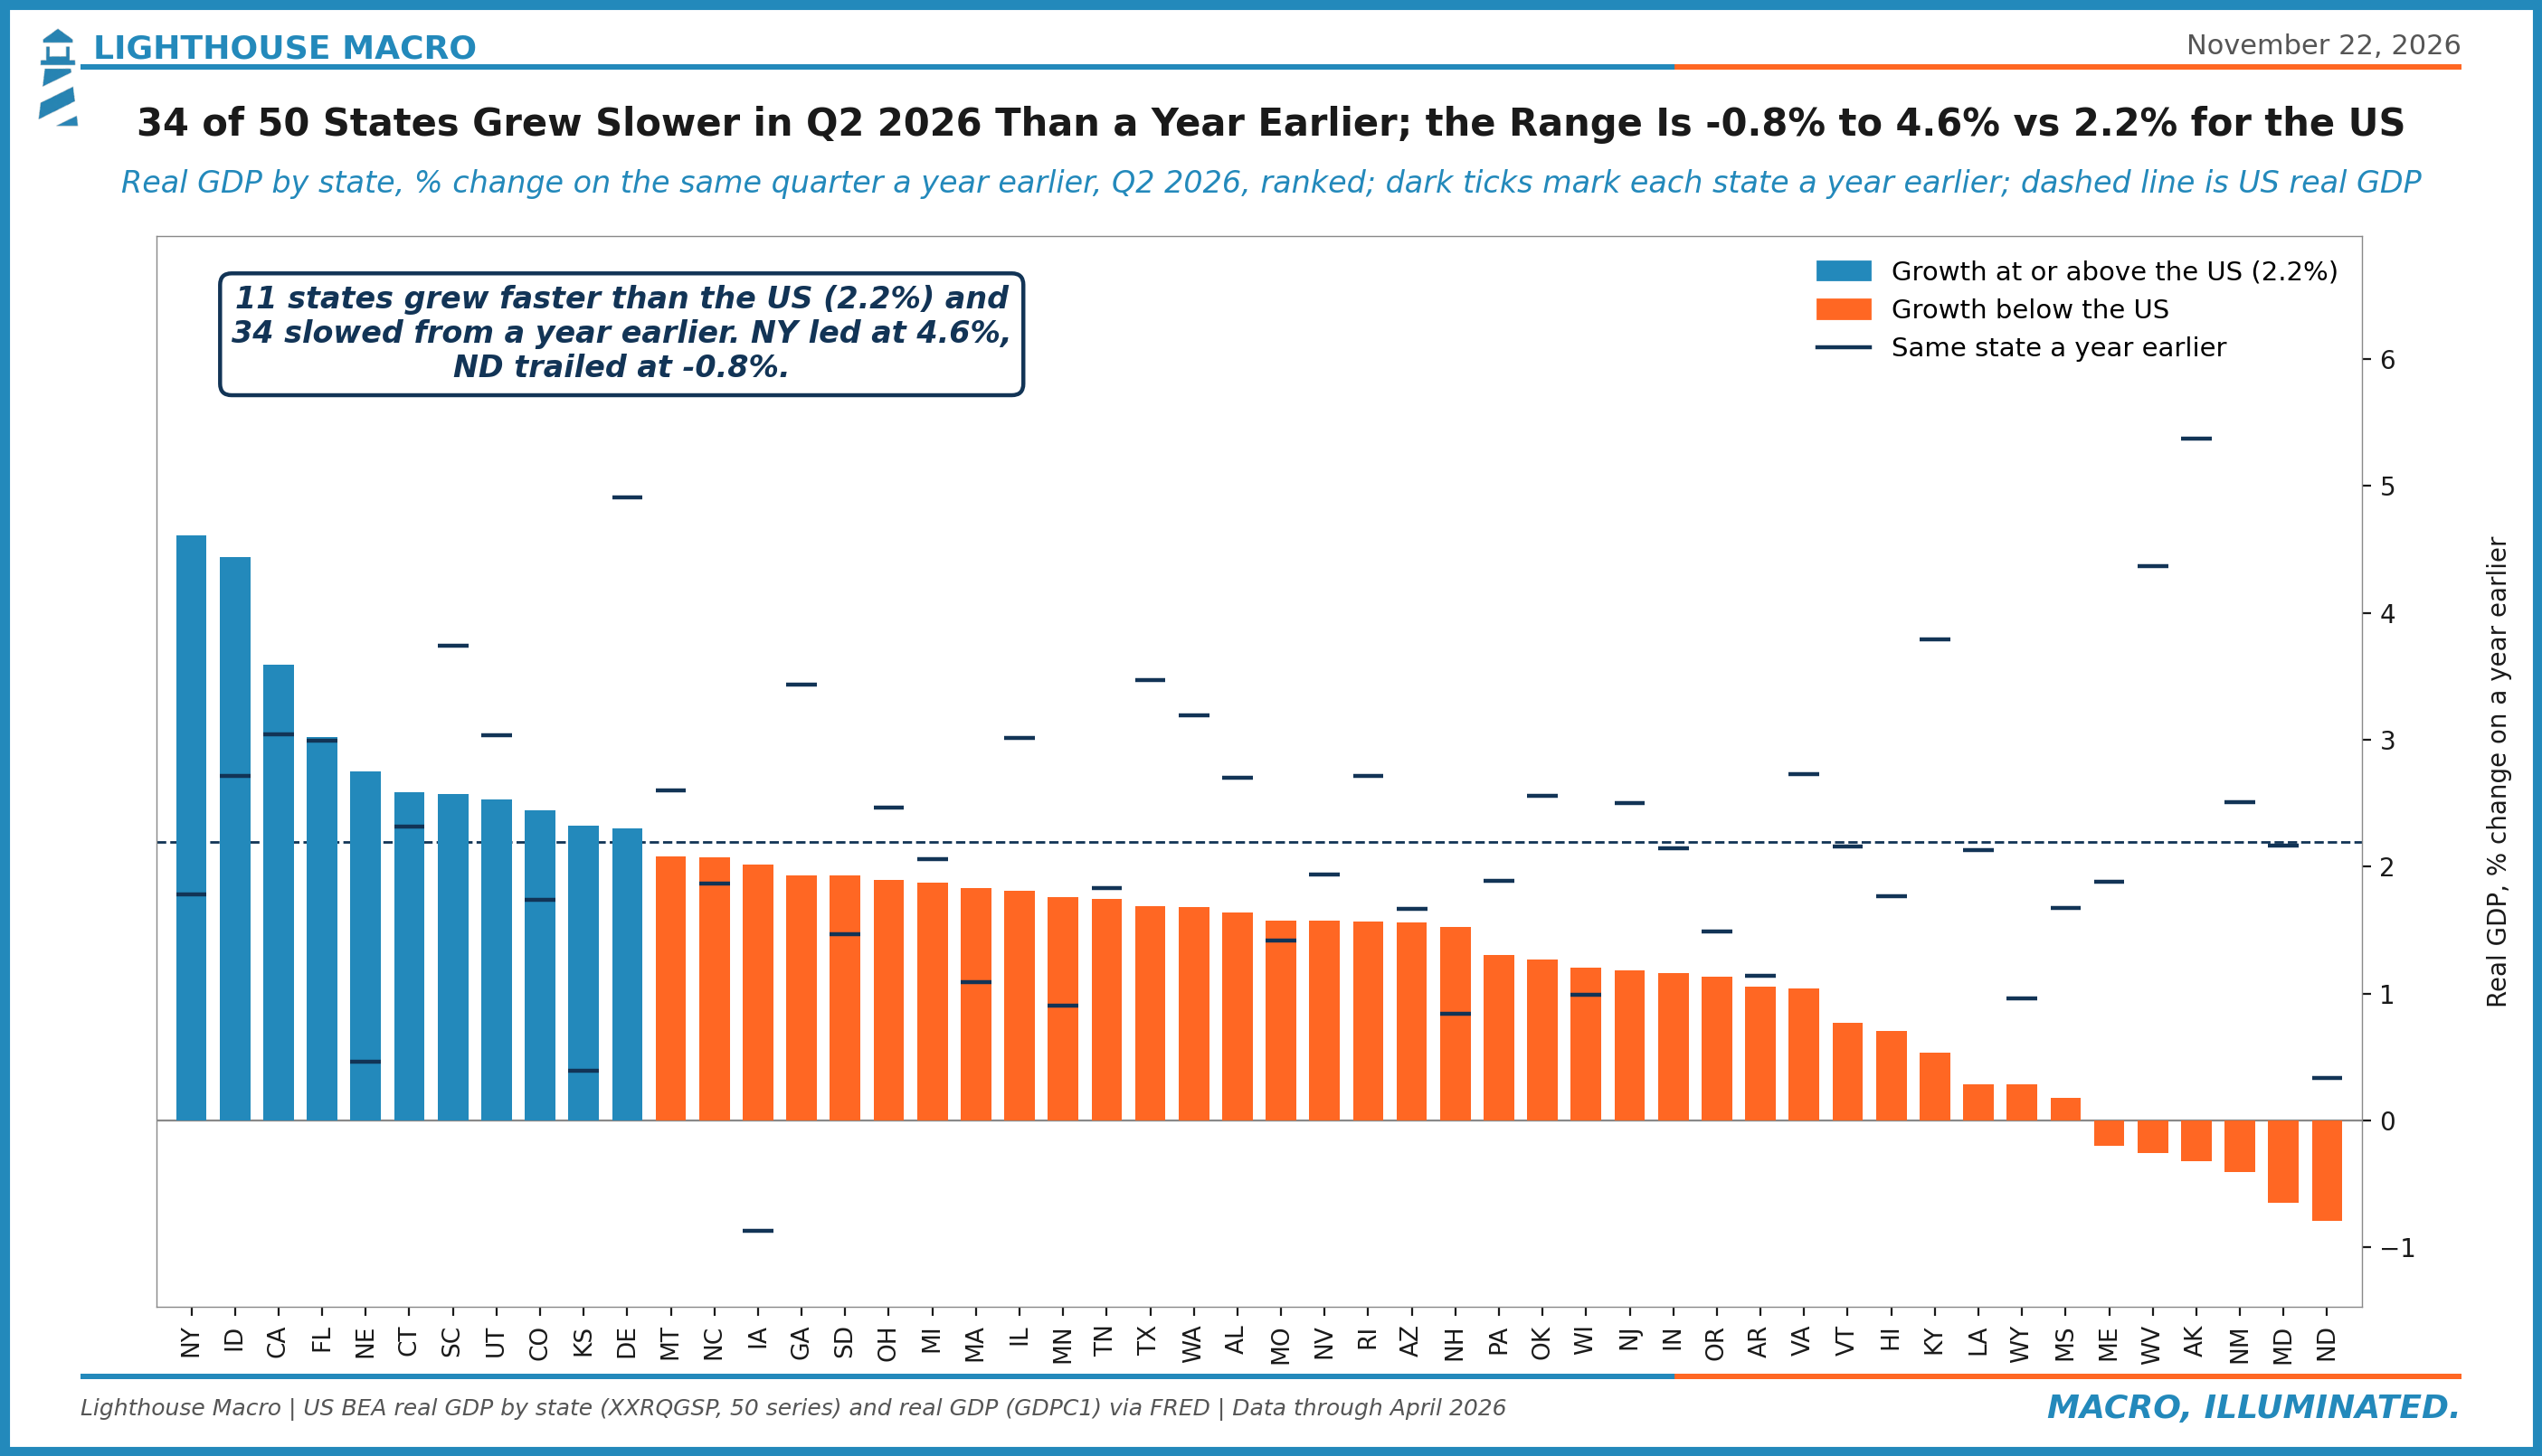 LIGHTHOUSE MACRO
November 22, 2026
34 of 50 States Grew Slower in Q2 2026 Than a Year Earlier; the Range Is -0.8% to 4.6% vs 2.2% for the US
Real GDP by state, % change on the same quarter a year earlier, Q2 2026, ranked; dark ticks mark each state a year earlier; dashed line is US real GDP
11 states grew faster than the US (2.2%) and
34 slowed from a year earlier. NY led at 4.6%,
ND trailed at -0.8%.
Growth at or above the US (2.2%)
Growth below the US
Same state a year earlier
6
5
4
3
2
1
0
−1
Real GDP, % change on a year earlier
NY ID CA FL NE CT SC UT CO KS DE MT NC IA GA SD OH MI MA IL MN TN TX WA AL MO NV RI AZ NH PA OK WI NJ IN OR AR VA VT HI KY LA WY MS ME WV AK NM MD ND
Lighthouse Macro | US BEA real GDP by state (XXRQGSP, 50 series) and real GDP (GDPC1) via FRED | Data through April 2026
MACRO, ILLUMINATED.